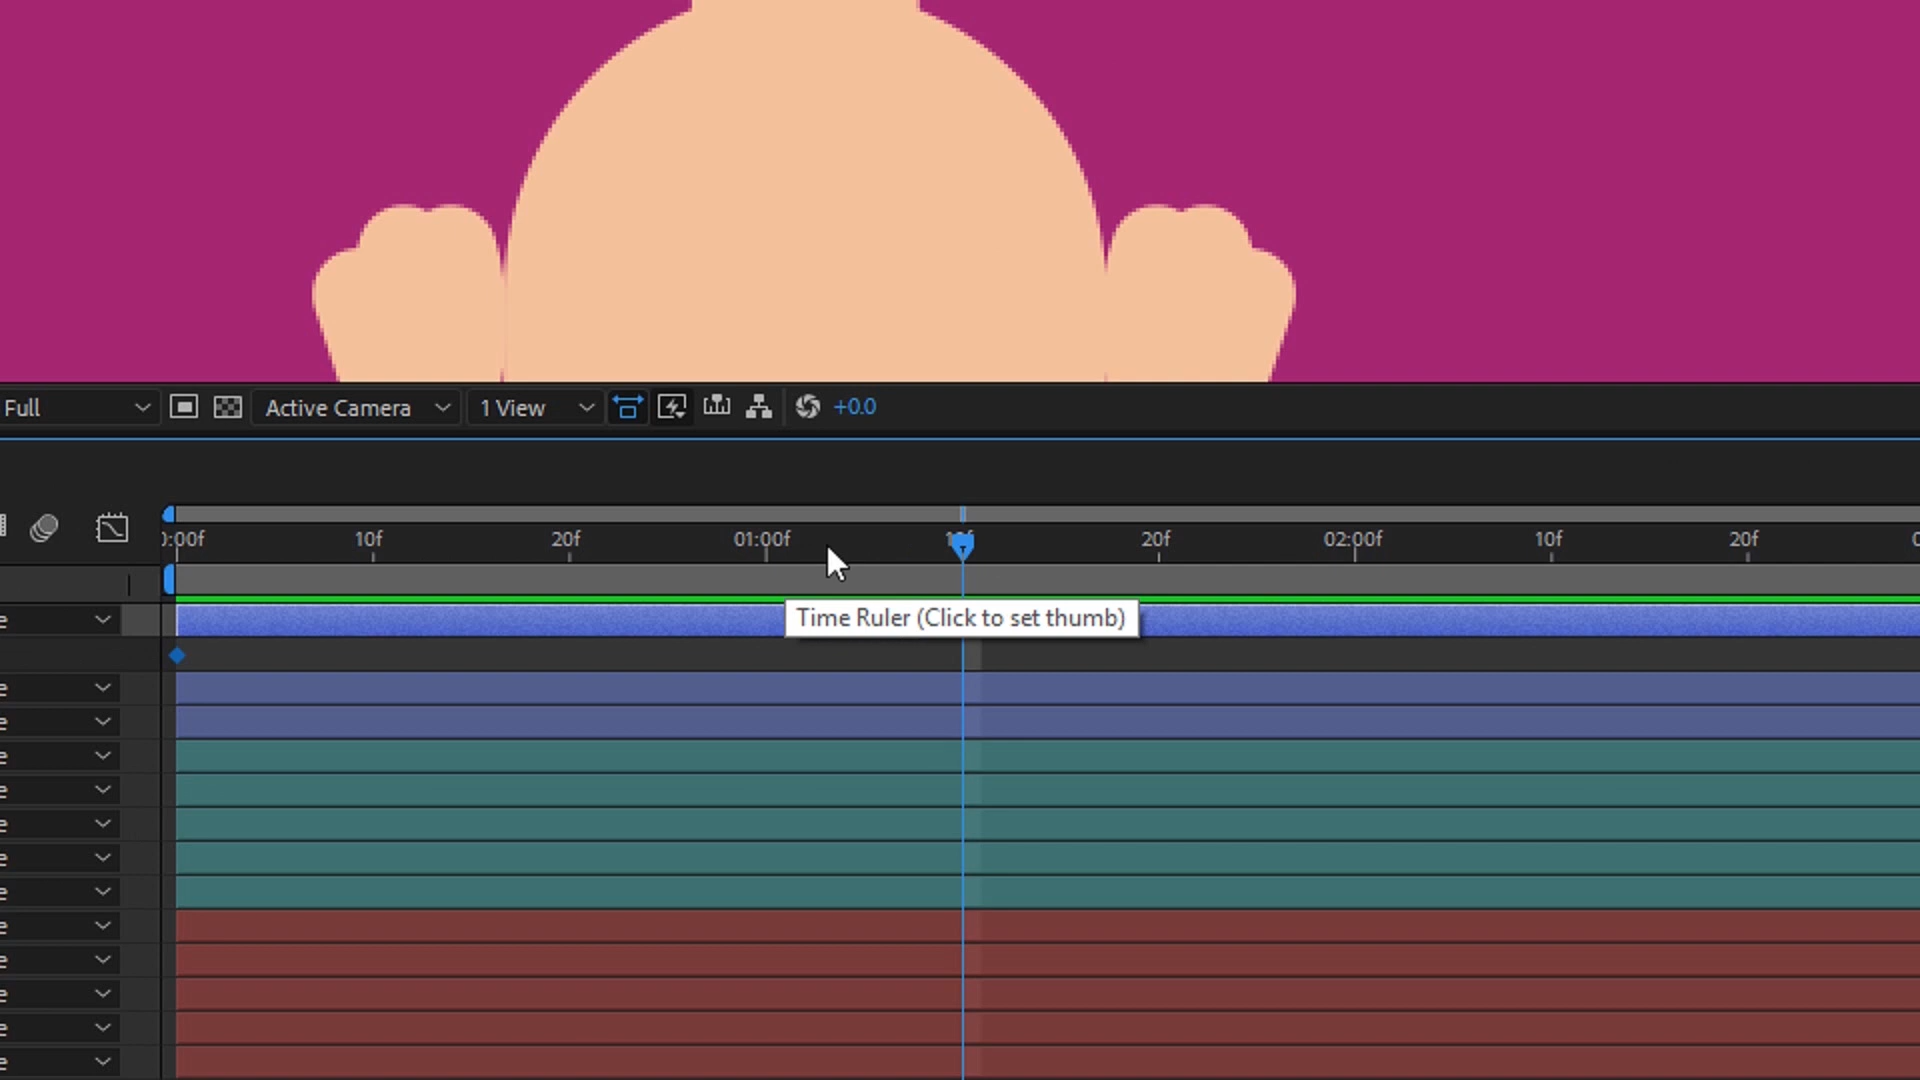 Full Active Camera 1 View +0.0
:00f 10f 20f 01:00f 20f 02:00f 10f 20f
Time Ruler (Click to set thumb)